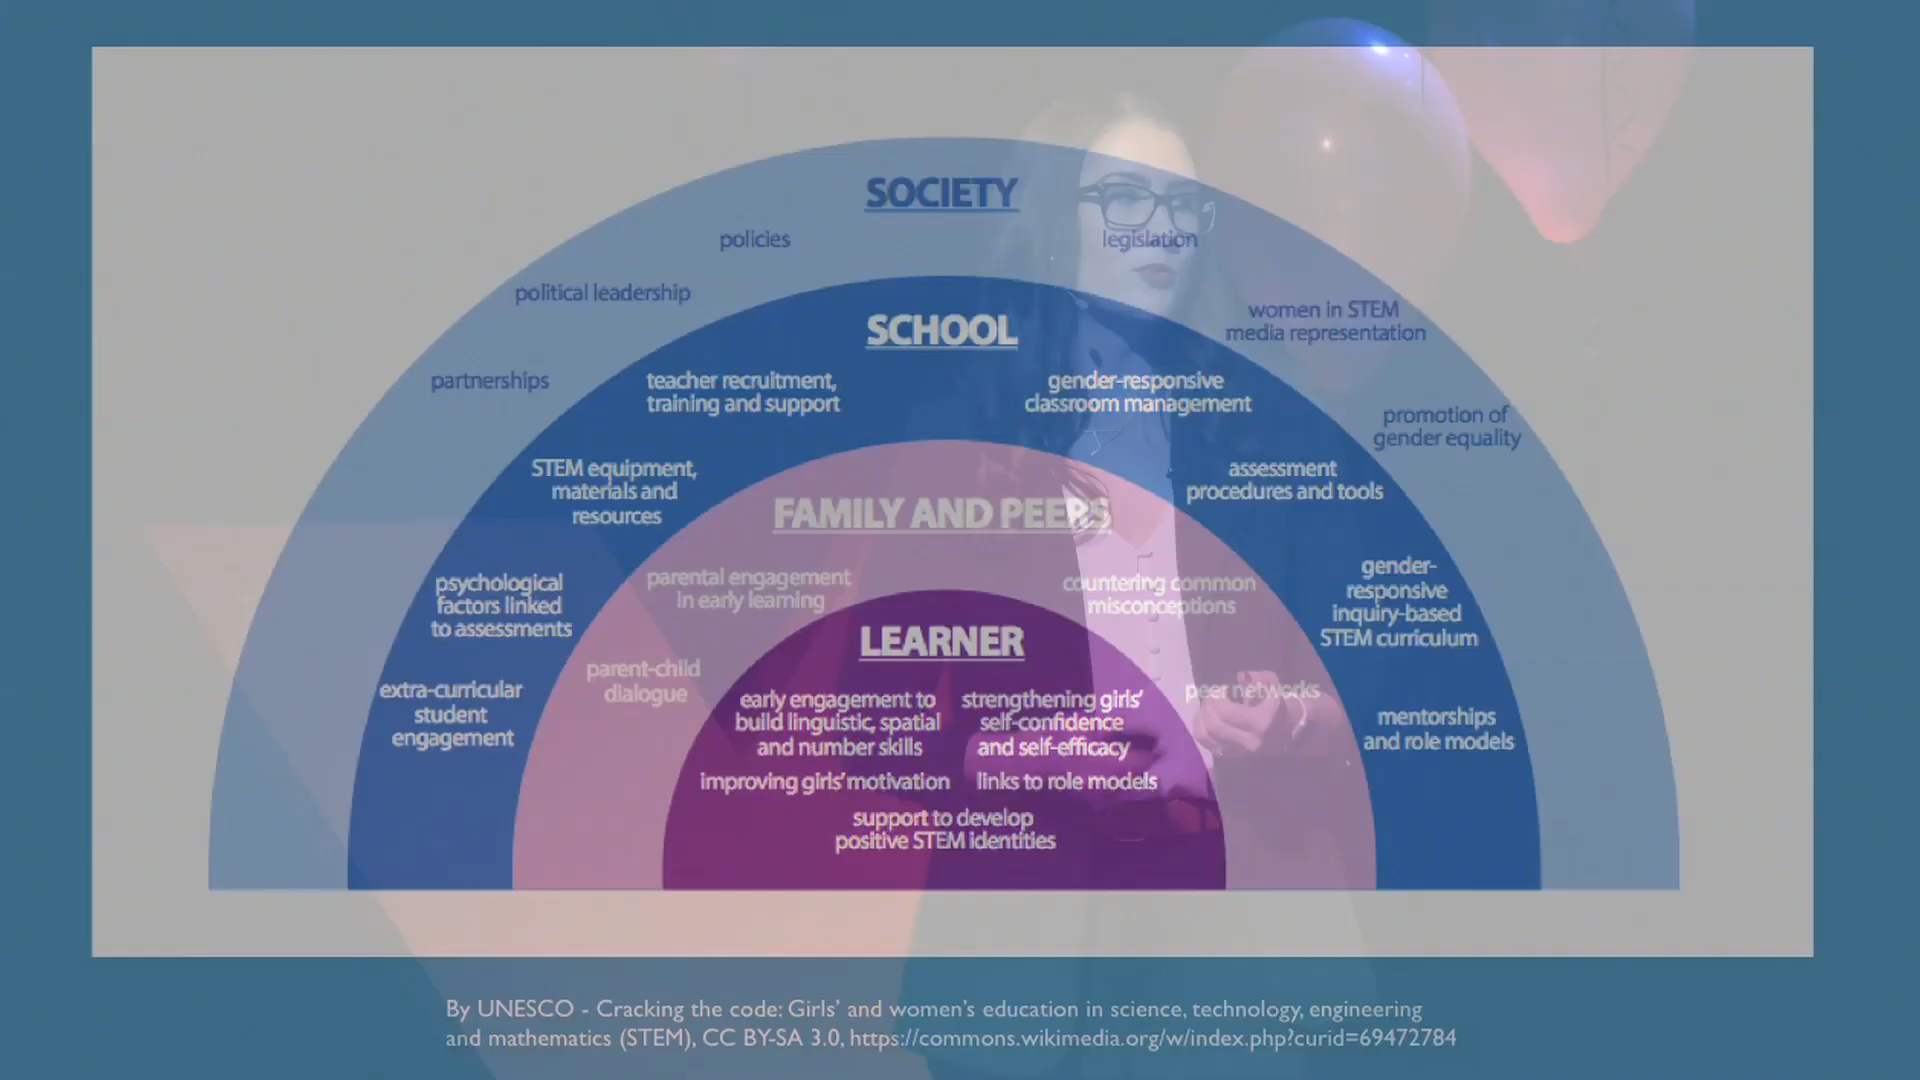 SOCIETY
policies
legislation
political leadership
women in STEM
media representation
partnerships
promotion of
gender equality
SCHOOL
teacher recruitment,
training and support
gender-responsive
classroom management
STEM equipment,
materials and
resources
assessment
procedures and tools
psychological
factors linked
to assessments
gender-
responsive
inquiry-based
STEM curriculum
extra-curricular
student
engagement
mentorships
and role models
FAMILY AND PEERS
parental engagement
in early learning
countering common
misconceptions
parent-child
dialogue
peer networks
LEARNER
early engagement to
build linguistic, spatial
and number skills
strengthening girls'
self-confidence
and self-efficacy
improving girls' motivation
links to role models
support to develop
positive STEM identities
By UNESCO - Cracking the code: Girls' and women's education in science, technology, engineering
and mathematics (STEM), CC BY-SA 3.0, https://commons.wikimedia.org/w/index.php?curid=69472784